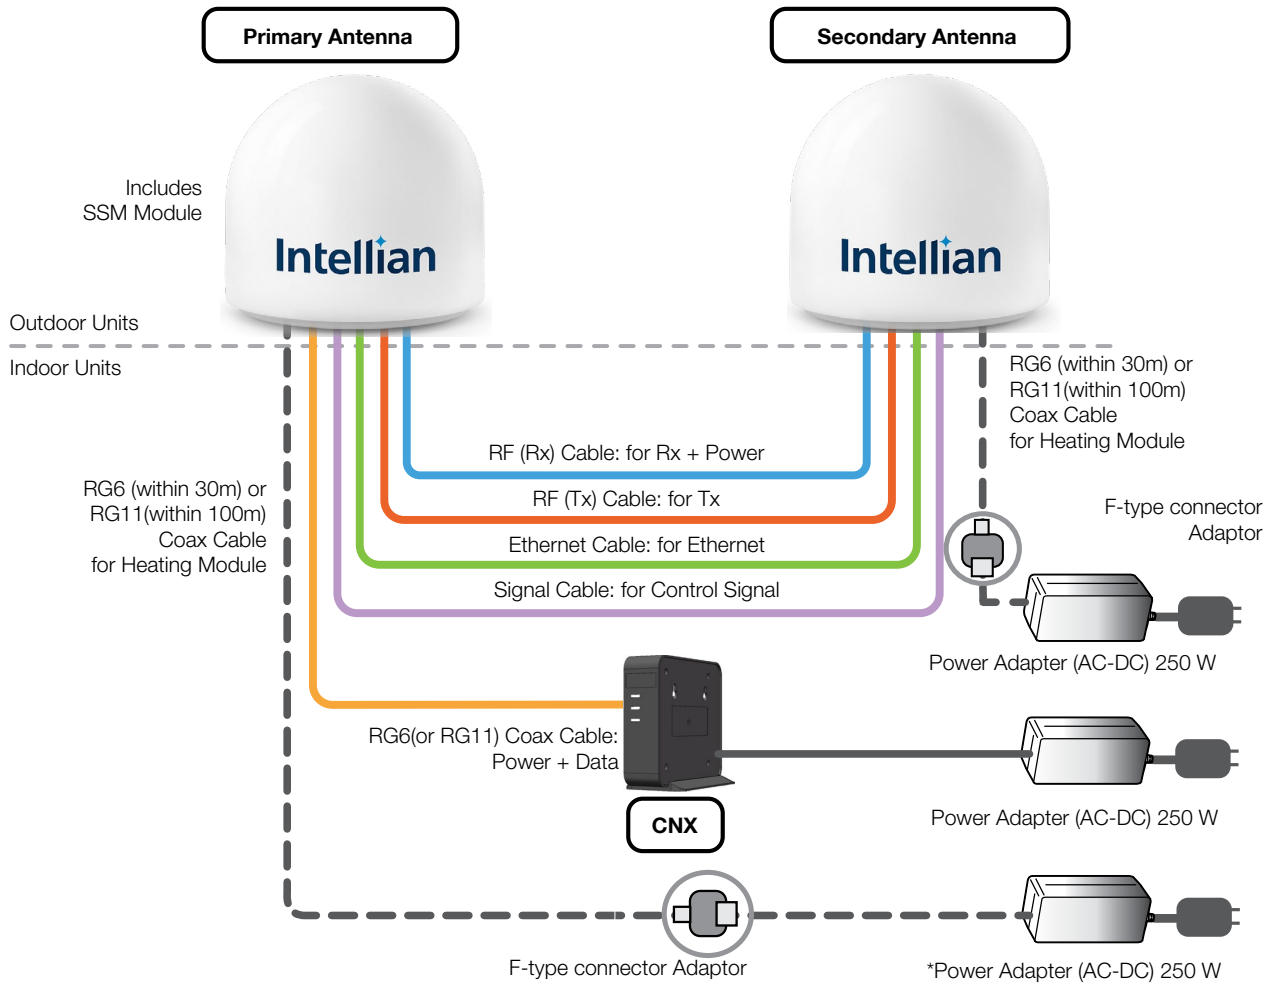 Primary Antenna
Secondary Antenna
Includes
SSM Module
Intellian
Intellian
Outdoor Units
Indoor Units
RG6 (within 30m) or
RG11(within 100m)
Coax Cable
for Heating Module
RF (Rx) Cable: for Rx + Power
RG6 (within 30m) or
RG11(within 100m)
Coax Cable
for Heating Module
RF (Tx) Cable: for Tx
F-type connector
Adaptor
Ethernet Cable: for Ethernet
Signal Cable: for Control Signal
Power Adapter (AC-DC) 250 W
RG6(or RG11) Coax Cable:
Power + Data
CNX
Power Adapter (AC-DC) 250 W
F-type connector Adaptor
*Power Adapter (AC-DC) 250 W